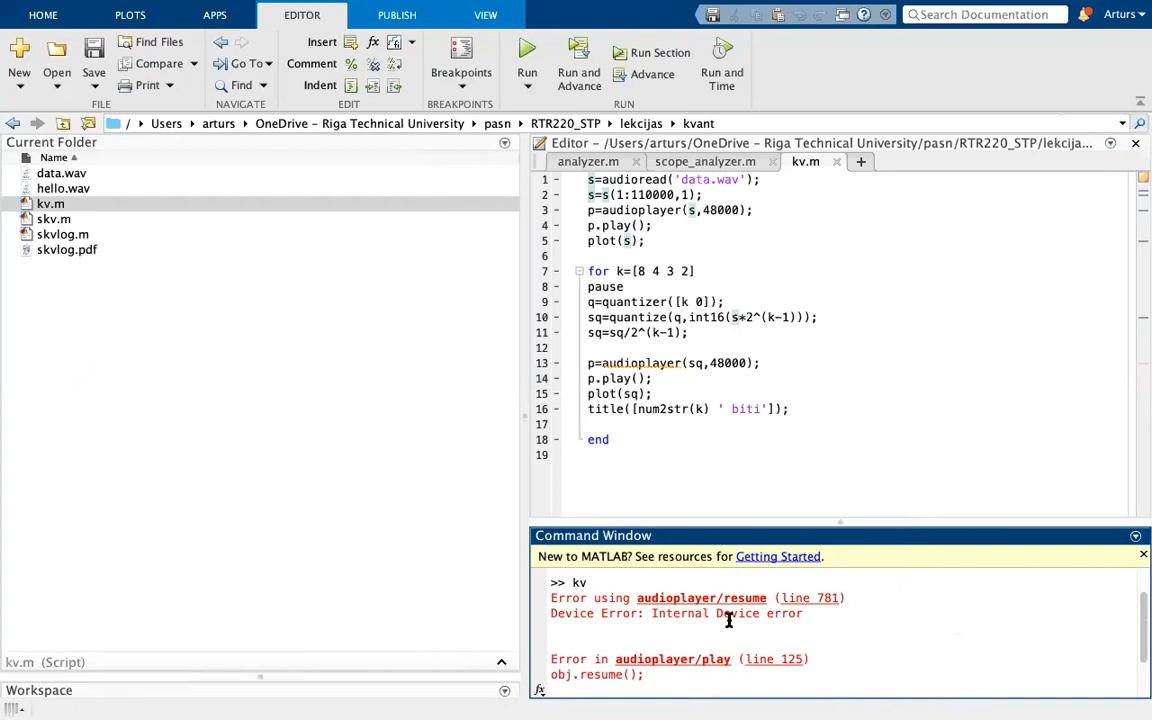 HOME
PLOTS
APPS
EDITOR
PUBLISH
VIEW
Search Documentation
Arturs
New
Open
Save
Find Files
Compare
Print
FILE
Go To
Find
NAVIGATE
Insert
Comment
Indent
EDIT
Breakpoints
BREAKPOINTS
Run
Run and
Advance
Run Section
Advance
Run and
Time
RUN
/ Users arturs OneDrive - Riga Technical University pasn RTR220_STP lekcijas kvant
Current Folder
Name
data.wav
hello.wav
kv.m
skv.m
skvlog.m
skvlog.pdf
kv.m (Script)
Workspace
Editor - /Users/arturs/OneDrive - Riga Technical University/pasn/RTR220_STP/lekcijas...
analyzer.m
scope_analyzer.m
kv.m
1 - s=audioread('data.wav');
2 - s=s(1:110000,1);
3 - p=audioplayer(s,48000);
4 - p.play();
5 - plot(s);
6
7 - for k=[8 4 3 2]
8 - pause
9 - q=quantizer([k 0]);
10 - sq=quantize(q,int16(s*2^(k-1)));
11 - sq=sq/2^(k-1);
12
13 - p=audioplayer(sq,48000);
14 - p.play();
15 - plot(sq);
16 - title([num2str(k) ' biti']);
17
18 - end
19
Command Window
New to MATLAB? See resources for Getting Started.
>> kv
Error using audioplayer/resume (line 781)
Device Error: Internal Device error
Error in audioplayer/play (line 125)
obj.resume();
fx